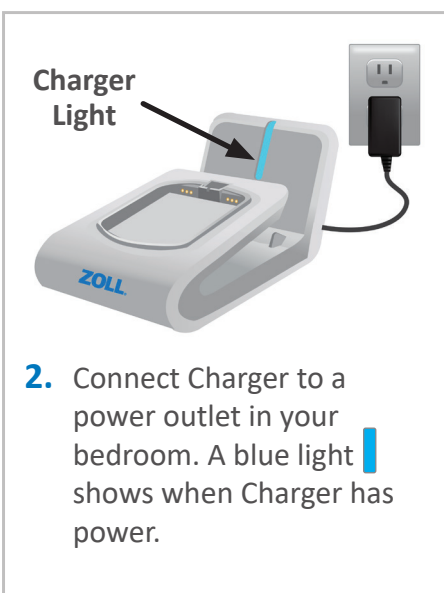 Charger
Light
ZOLL
2. Connect Charger to a
power outlet in your
bedroom. A blue light
shows when Charger has
power.